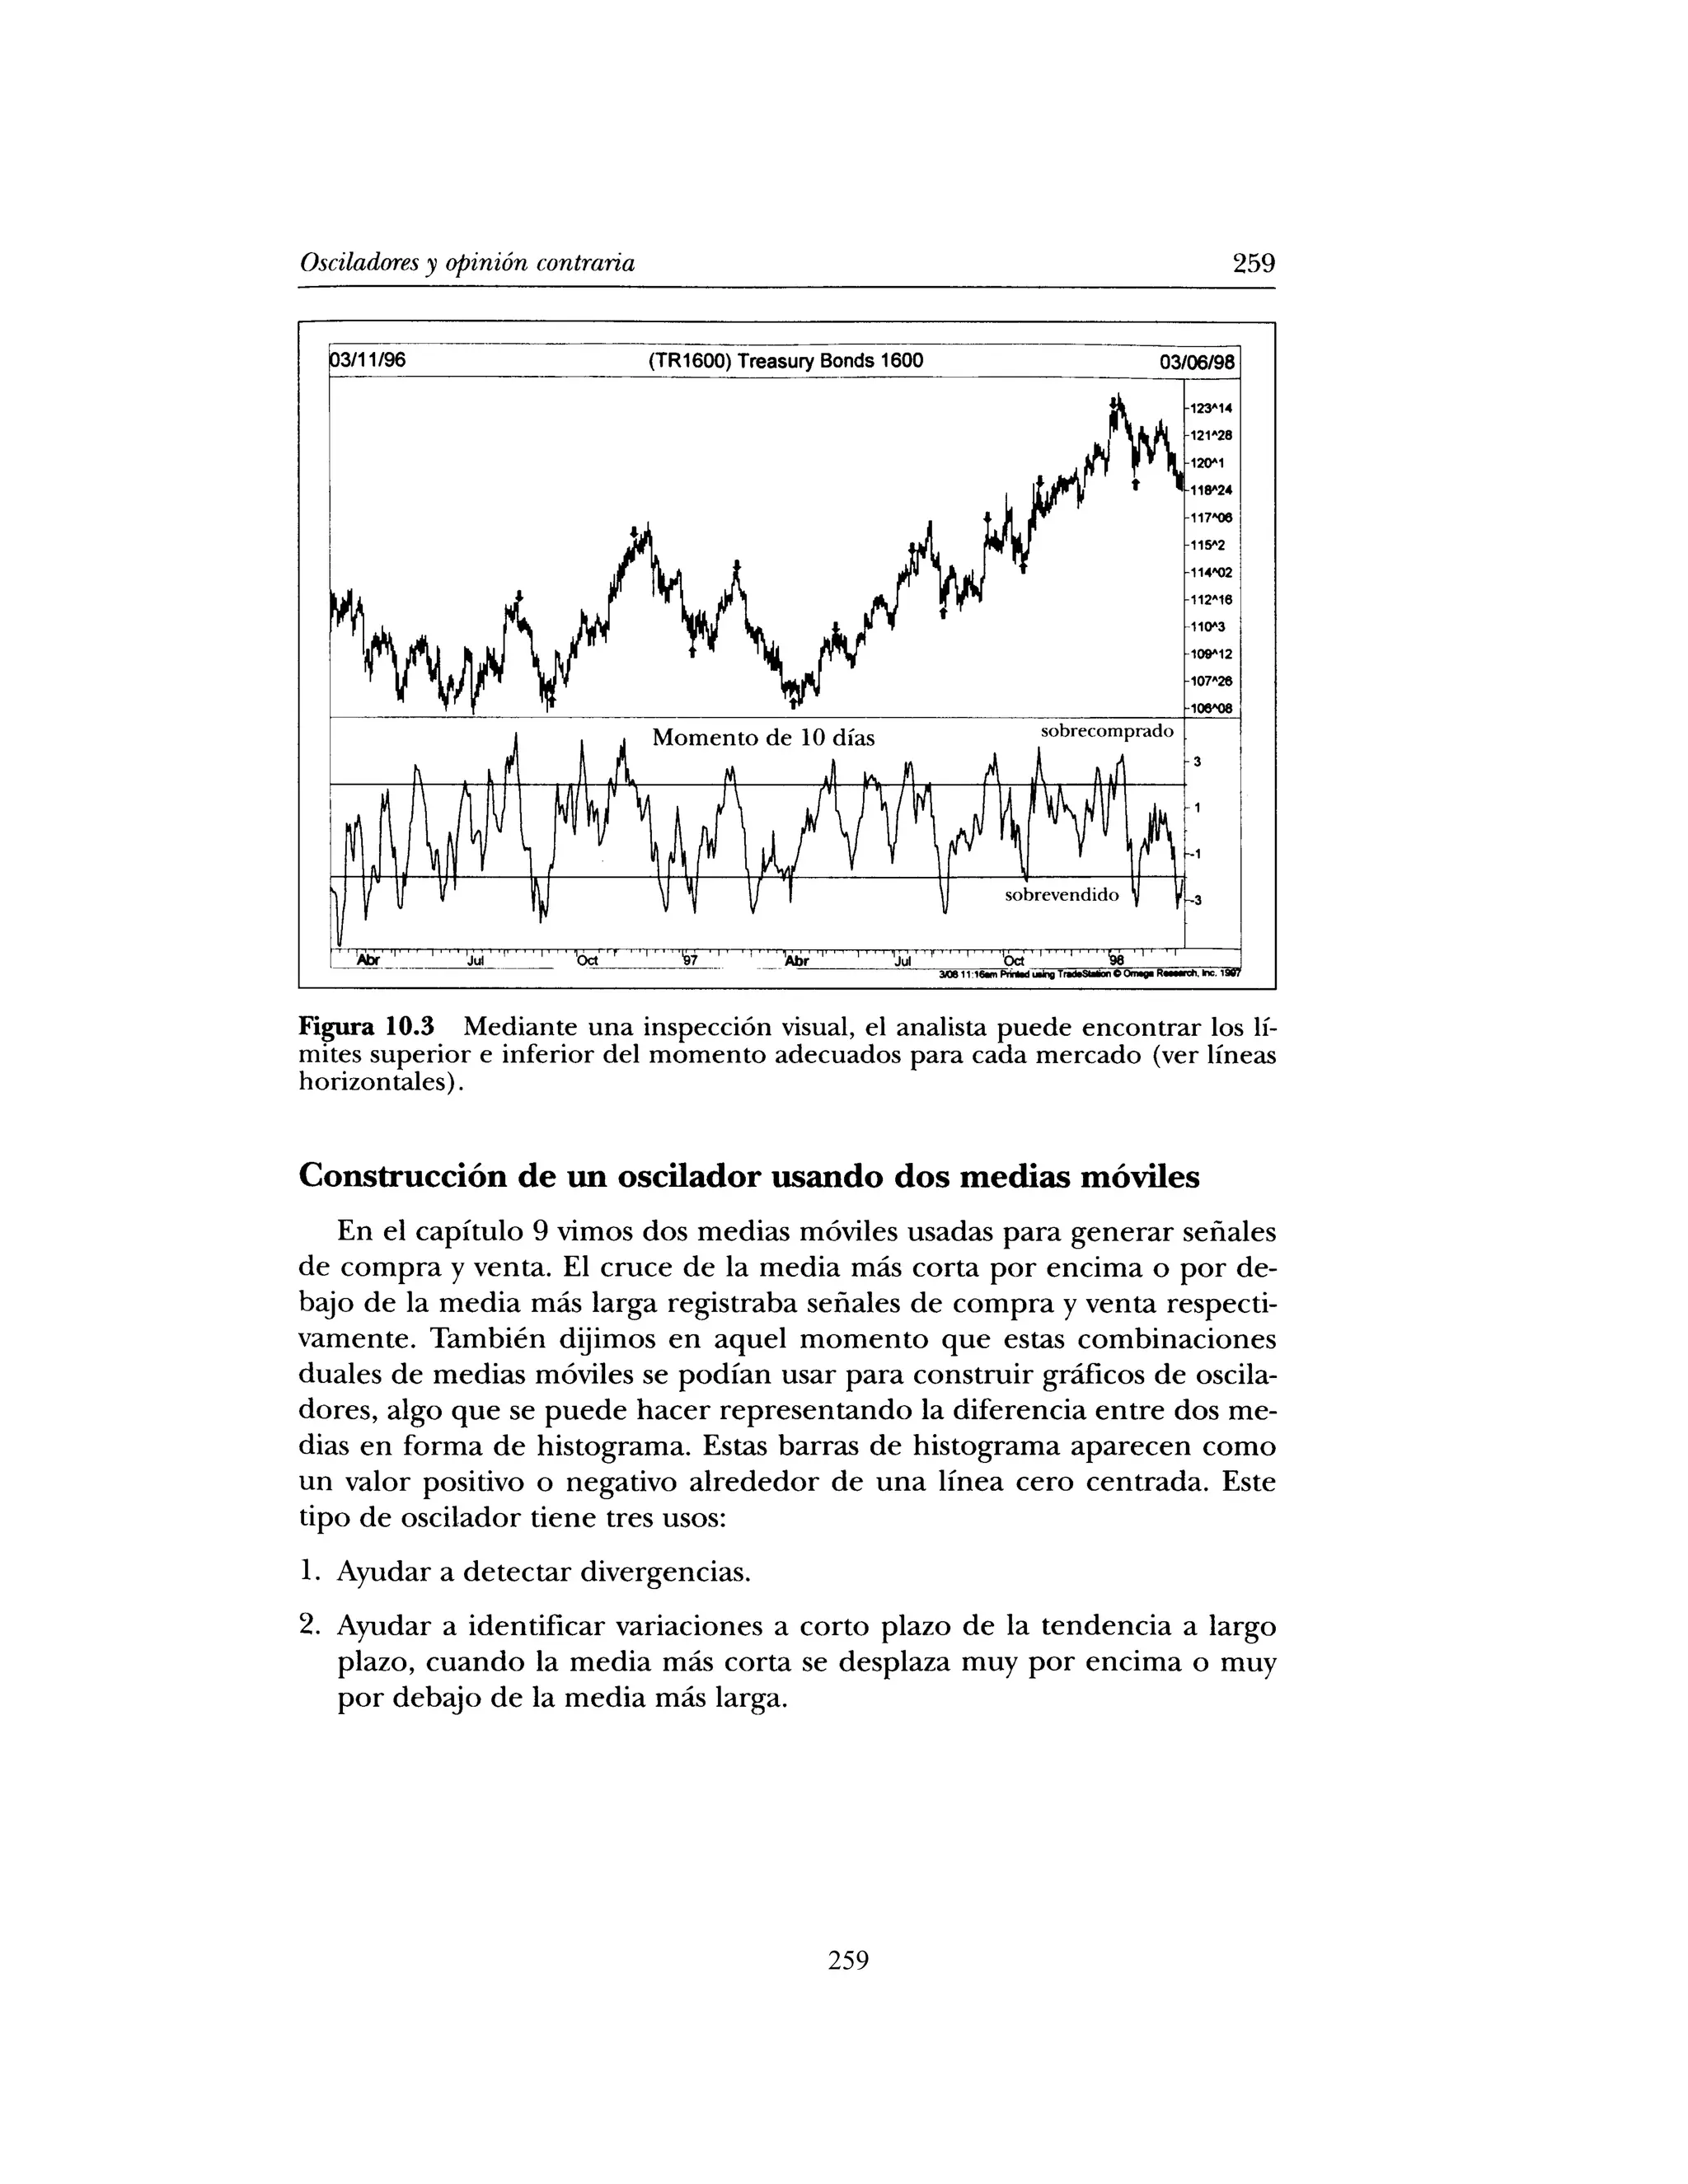 Osciladores y opinión contraria 259
03/11/96 (TR1600) Treasury Bonds 1600 03/06/98
123^14
121^28
120^1
118^24
117^06
115^2
114^02
112^16
110^3
109^12
107^26
106^08
Momento de 10 días sobrecomprado
3
1
-1
sobrevendido
-3
Abr Jul Oct 97 Abr Jul Oct 98
3/06 11:16am Printed using TradeStation © Omega Research, Inc. 1997
Figura 10.3 Mediante una inspección visual, el analista puede encontrar los lí-
mites superior e inferior del momento adecuados para cada mercado (ver líneas
horizontales).
Construcción de un oscilador usando dos medias móviles
En el capítulo 9 vimos dos medias móviles usadas para generar señales
de compra y venta. El cruce de la media más corta por encima o por de-
bajo de la media más larga registraba señales de compra y venta respecti-
vamente. También dijimos en aquel momento que estas combinaciones
duales de medias móviles se podían usar para construir gráficos de oscila-
dores, algo que se puede hacer representando la diferencia entre dos me-
dias en forma de histograma. Estas barras de histograma aparecen como
un valor positivo o negativo alrededor de una línea cero centrada. Este
tipo de oscilador tiene tres usos:
1. Ayudar a detectar divergencias.
2. Ayudar a identificar variaciones a corto plazo de la tendencia a largo
plazo, cuando la media más corta se desplaza muy por encima o muy
por debajo de la media más larga.
259